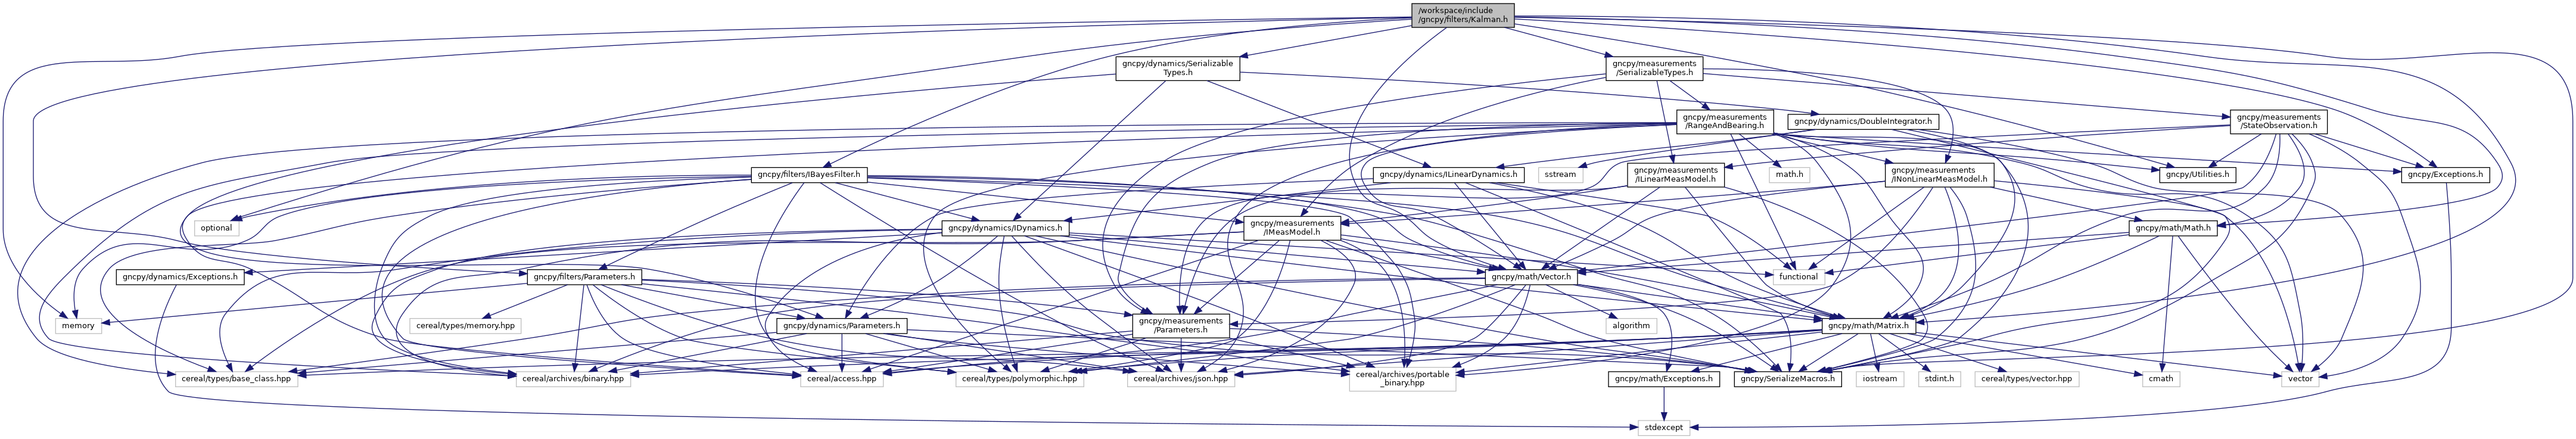 /workspace/include
/gncpy/filters/Kalman.h
gncpy/dynamics/Serializable
Types.h
gncpy/measurements
/SerializableTypes.h
gncpy/measurements
/RangeAndBearing.h
gncpy/dynamics/DoubleIntegrator.h
gncpy/measurements
/StateObservation.h
gncpy/filters/IBayesFilter.h
gncpy/dynamics/ILinearDynamics.h
sstream
gncpy/measurements
/ILinearMeasModel.h
math.h
gncpy/measurements
/INonLinearMeasModel.h
gncpy/Utilities.h
gncpy/Exceptions.h
optional
gncpy/dynamics/IDynamics.h
gncpy/measurements
/IMeasModel.h
gncpy/math/Math.h
gncpy/dynamics/Exceptions.h
gncpy/filters/Parameters.h
gncpy/math/Vector.h
functional
memory
cereal/types/memory.hpp
gncpy/dynamics/Parameters.h
gncpy/measurements
/Parameters.h
algorithm
gncpy/math/Matrix.h
cereal/types/base_class.hpp
cereal/archives/binary.hpp
cereal/access.hpp
cereal/types/polymorphic.hpp
cereal/archives/json.hpp
cereal/archives/portable
_binary.hpp
gncpy/math/Exceptions.h
gncpy/SerializeMacros.h
iostream
stdint.h
cereal/types/vector.hpp
cmath
vector
stdexcept